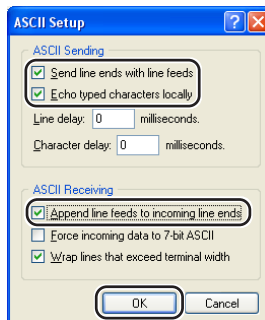 ASCII Setup
ASCII Sending
Send line ends with line feeds
Echo typed characters locally
Line delay: 0 milliseconds.
Character delay: 0 milliseconds.
ASCII Receiving
Append line feeds to incoming line ends
Force incoming data to 7-bit ASCII
Wrap lines that exceed terminal width
OK Cancel